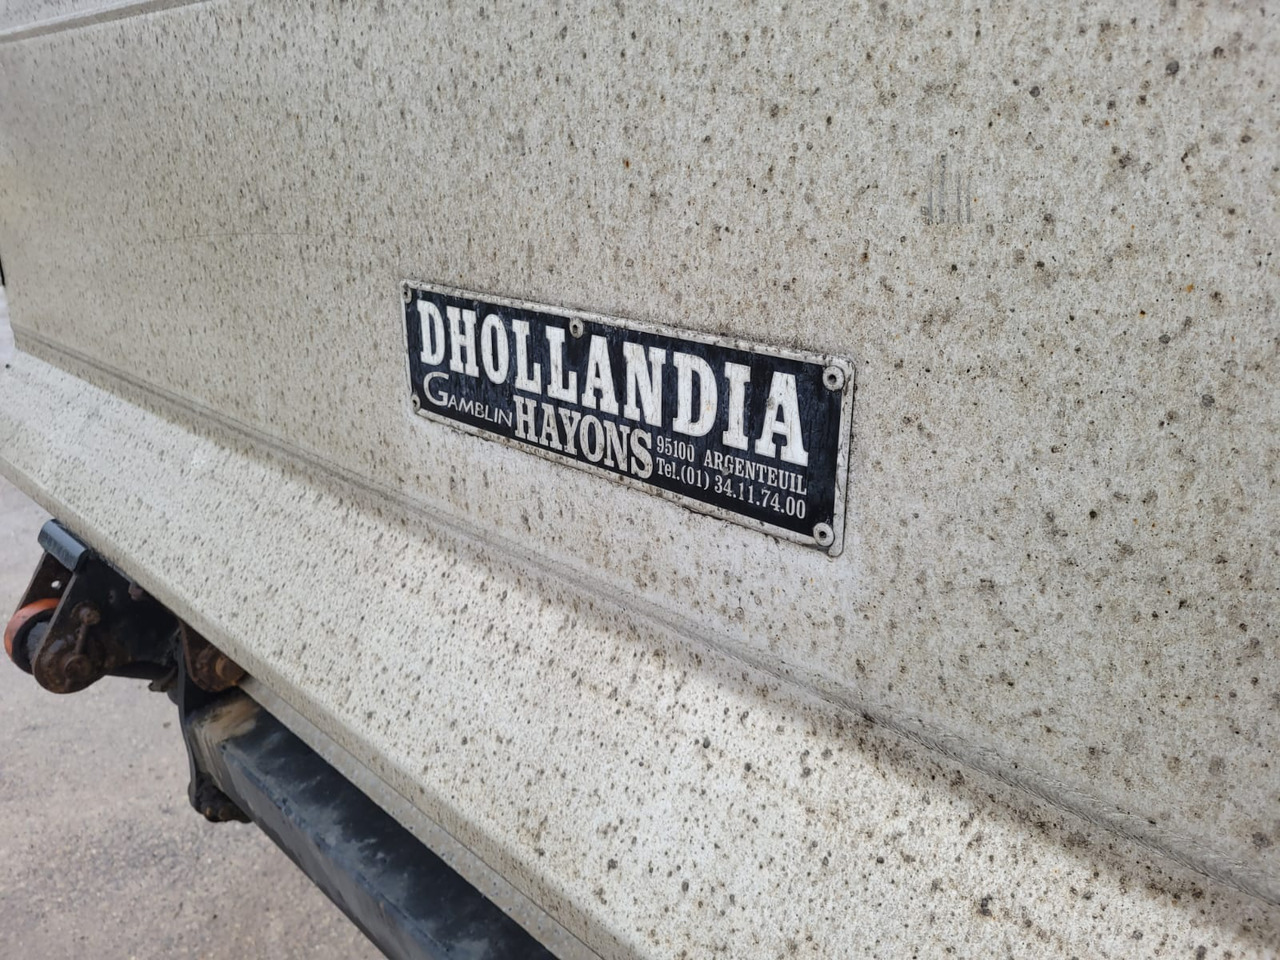 DHOLLANDIA
GAMBLIN HAYONS
95100 ARGENTEUIL
Tel.(01) 34.11.74.00